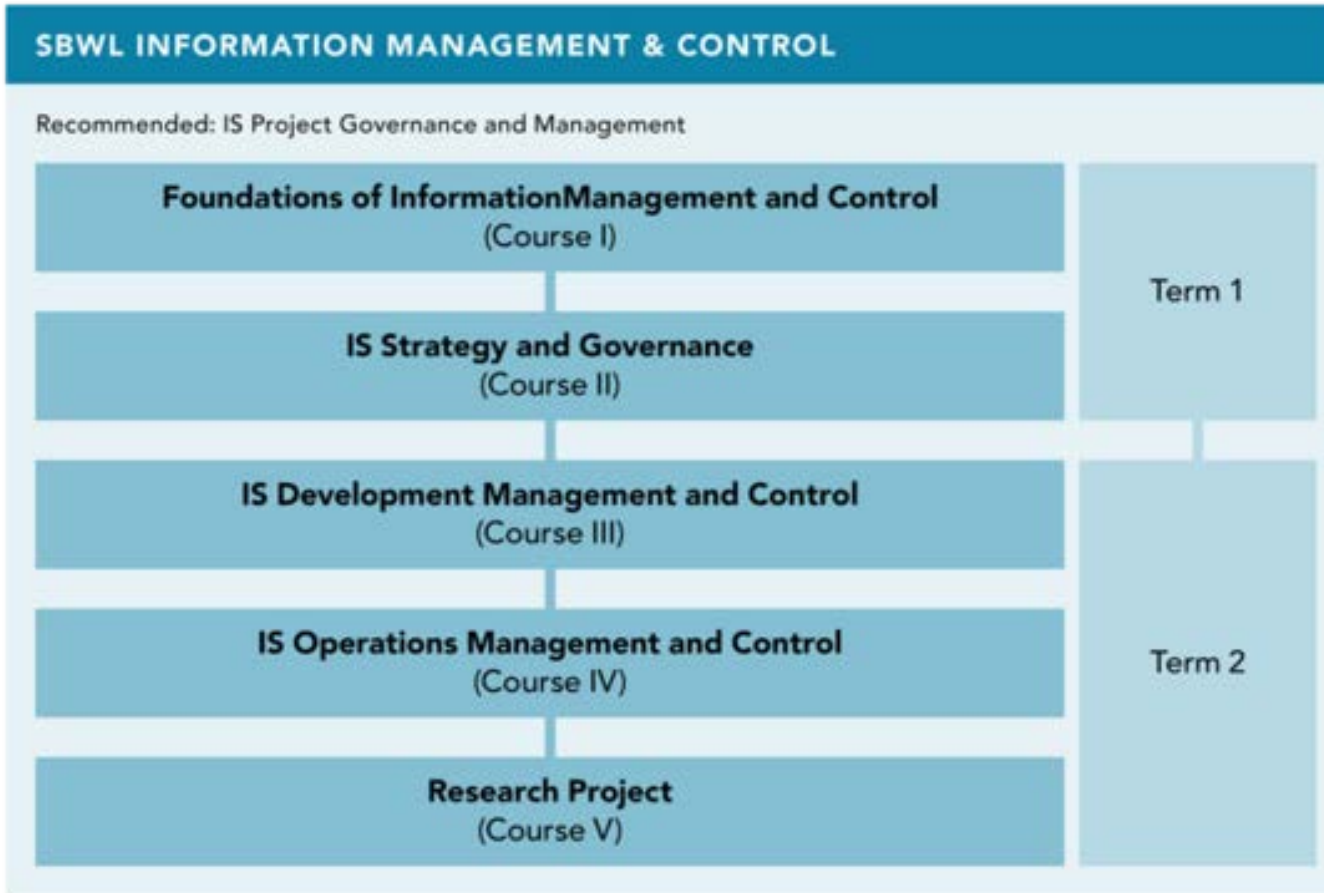 SBWL INFORMATION MANAGEMENT & CONTROL
Recommended: IS Project Governance and Management
Foundations of InformationManagement and Control
(Course I)
Term 1
IS Strategy and Governance
(Course II)
IS Development Management and Control
(Course III)
IS Operations Management and Control
(Course IV)
Term 2
Research Project
(Course V)